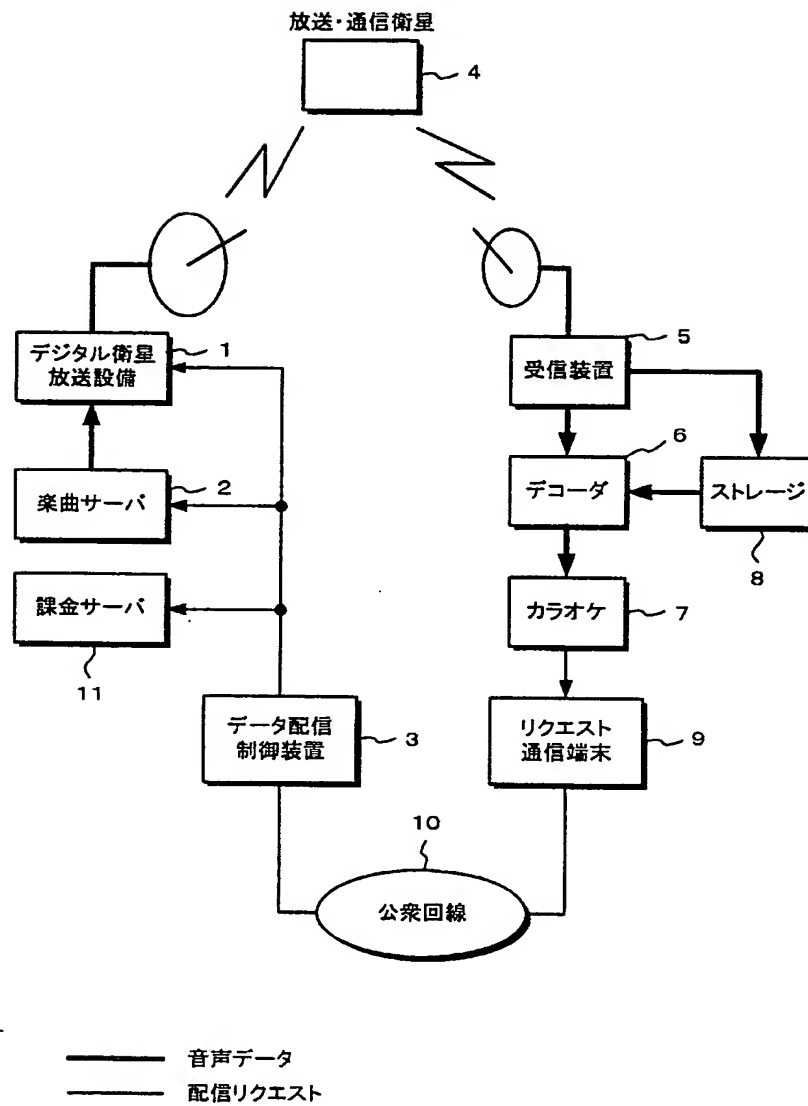 放送・通信衛星
4
デジタル衛星
放送設備
1
楽曲サーバ
2
課金サーバ
11
データ配信
制御装置
3
受信装置
5
デコーダ
6
ストレージ
8
カラオケ
7
リクエスト
通信端末
9
10
公衆回線
音声データ
配信リクエスト